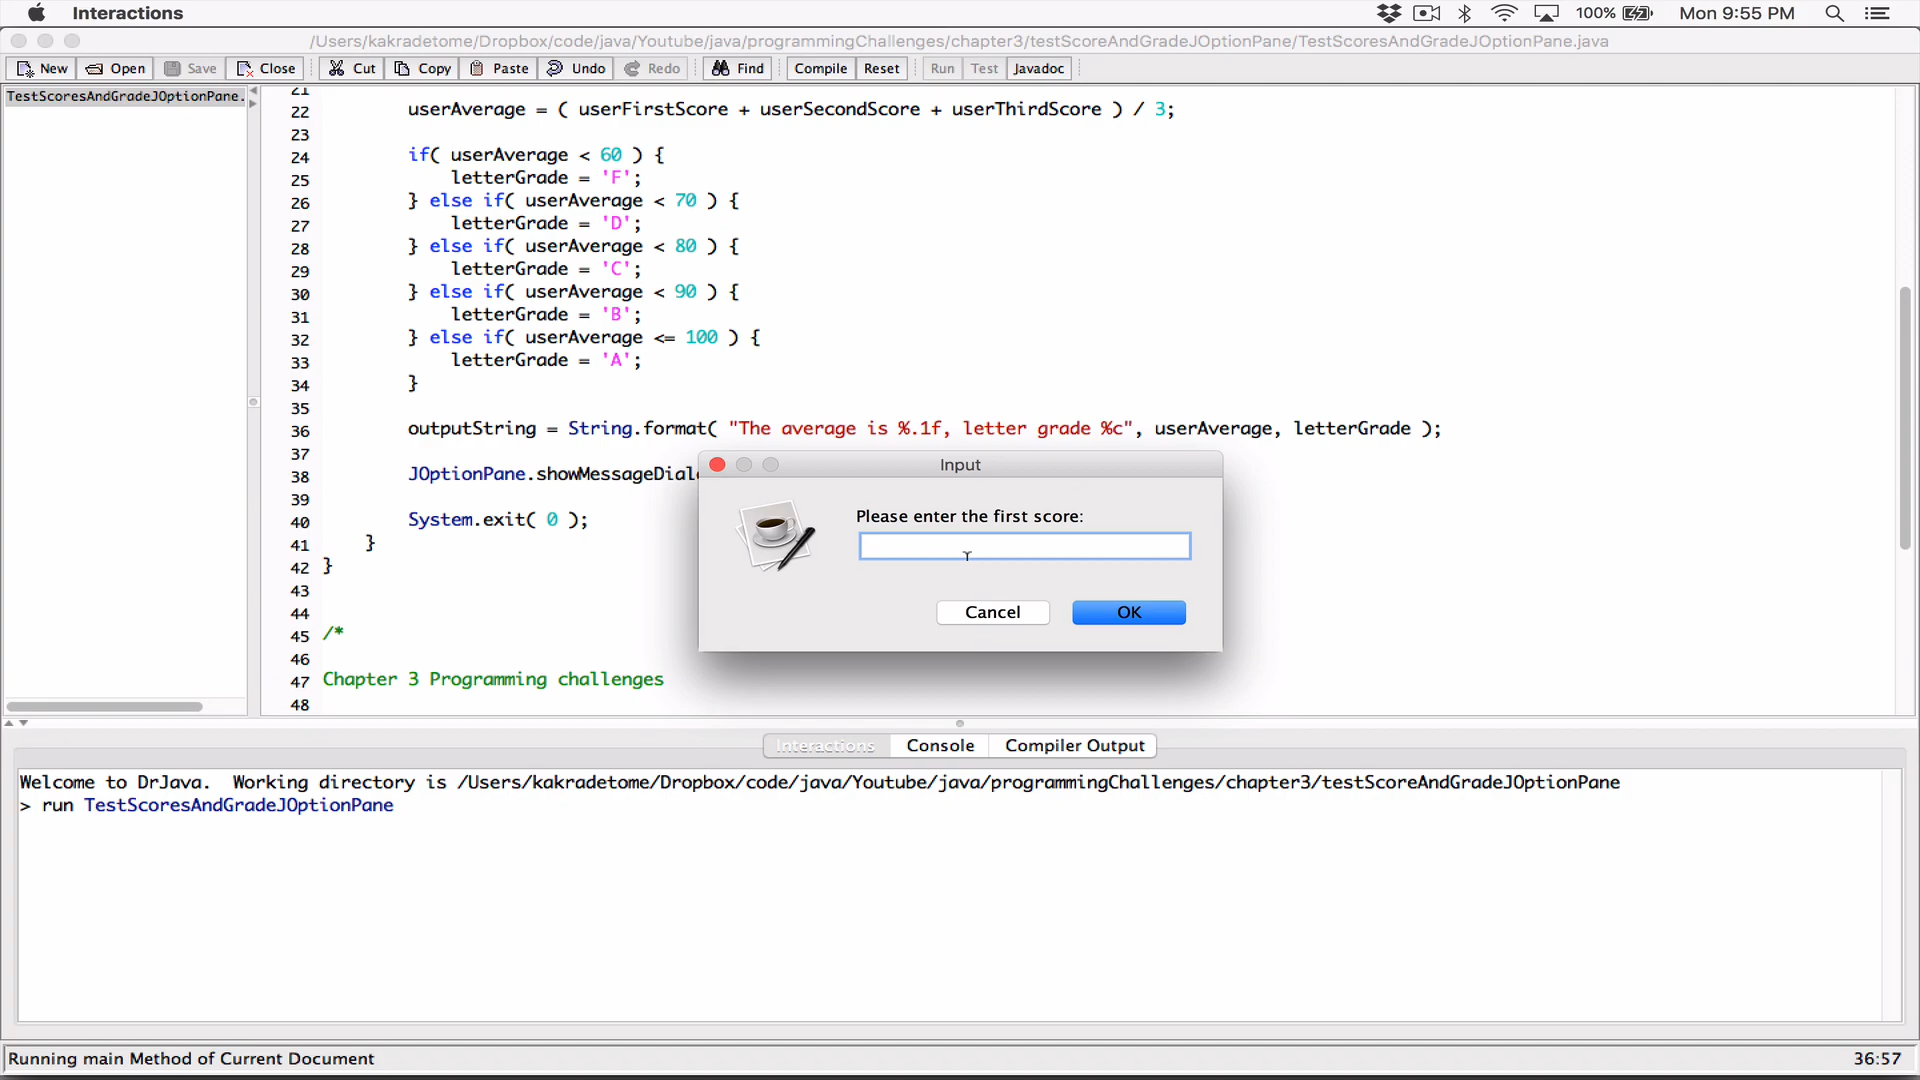 Interactions 100% Mon 9:55 PM
/Users/kakradetome/Dropbox/code/java/Youtube/java/programmingChallenges/chapter3/testScoreAndGradeJOptionPane/TestScoresAndGradeJOptionPane.java
New Open Save Close Cut Copy Paste Undo Redo Find Compile Reset Run Test Javadoc
TestScoresAndGradeJOptionPane.
21
22 userAverage = ( userFirstScore + userSecondScore + userThirdScore ) / 3;
23
24 if( userAverage < 60 ) {
25 letterGrade = 'F';
26 } else if( userAverage < 70 ) {
27 letterGrade = 'D';
28 } else if( userAverage < 80 ) {
29 letterGrade = 'C';
30 } else if( userAverage < 90 ) {
31 letterGrade = 'B';
32 } else if( userAverage <= 100 ) {
33 letterGrade = 'A';
34 }
35
36 outputString = String.format( "The average is %.1f, letter grade %c", userAverage, letterGrade );
37
38 JOptionPane.showMessageDial
39
40 System.exit( 0 );
41 }
42 }
43
44
45 /*
46
47 Chapter 3 Programming challenges
48
Input
Please enter the first score:
Cancel OK
Interactions Console Compiler Output
Welcome to DrJava. Working directory is /Users/kakradetome/Dropbox/code/java/Youtube/java/programmingChallenges/chapter3/testScoreAndGradeJOptionPane
> run TestScoresAndGradeJOptionPane
Running main Method of Current Document 36:57